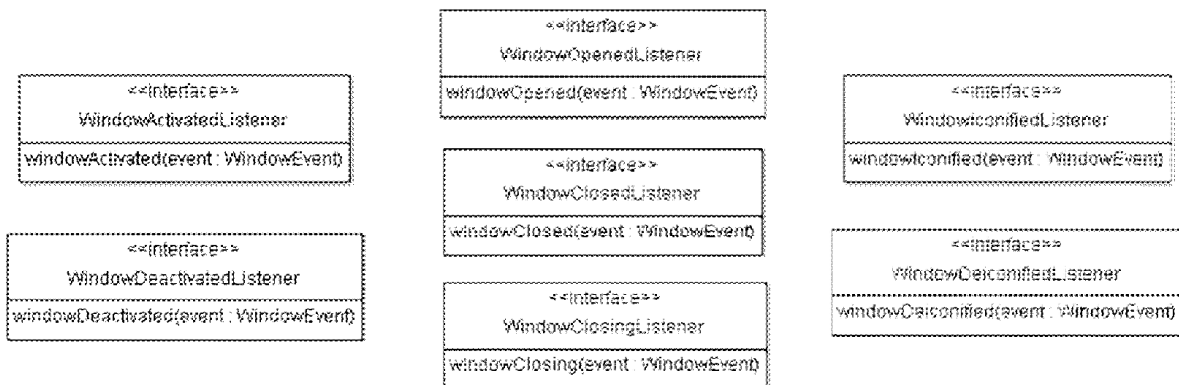 <<interface>>
WindowActivatedListener
windowActivated(event : WindowEvent)
<<interface>>
WindowDeactivatedListener
windowDeactivated(event : WindowEvent)
<<interface>>
WindowOpenedListener
windowOpened(event : WindowEvent)
<<interface>>
WindowClosedListener
windowClosed(event : WindowEvent)
<<interface>>
WindowClosingListener
windowClosing(event : WindowEvent)
<<interface>>
WindowIconifiedListener
windowIconified(event : WindowEvent)
<<interface>>
WindowDeiconifiedListener
windowDeiconified(event : WindowEvent)